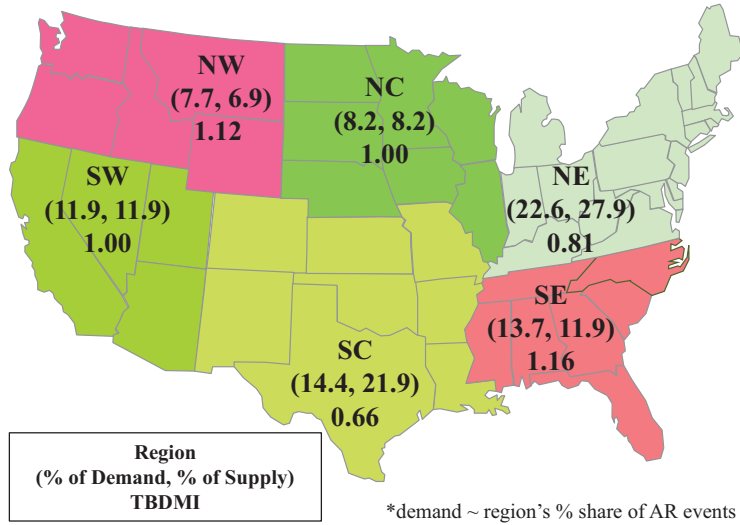 NW
(7.7, 6.9)
1.12
NC
(8.2, 8.2)
1.00
NE
(22.6, 27.9)
0.81
SW
(11.9, 11.9)
1.00
SE
(13.7, 11.9)
1.16
SC
(14.4, 21.9)
0.66
Region
(% of Demand, % of Supply)
TBDMI
*demand ~ region's % share of AR events